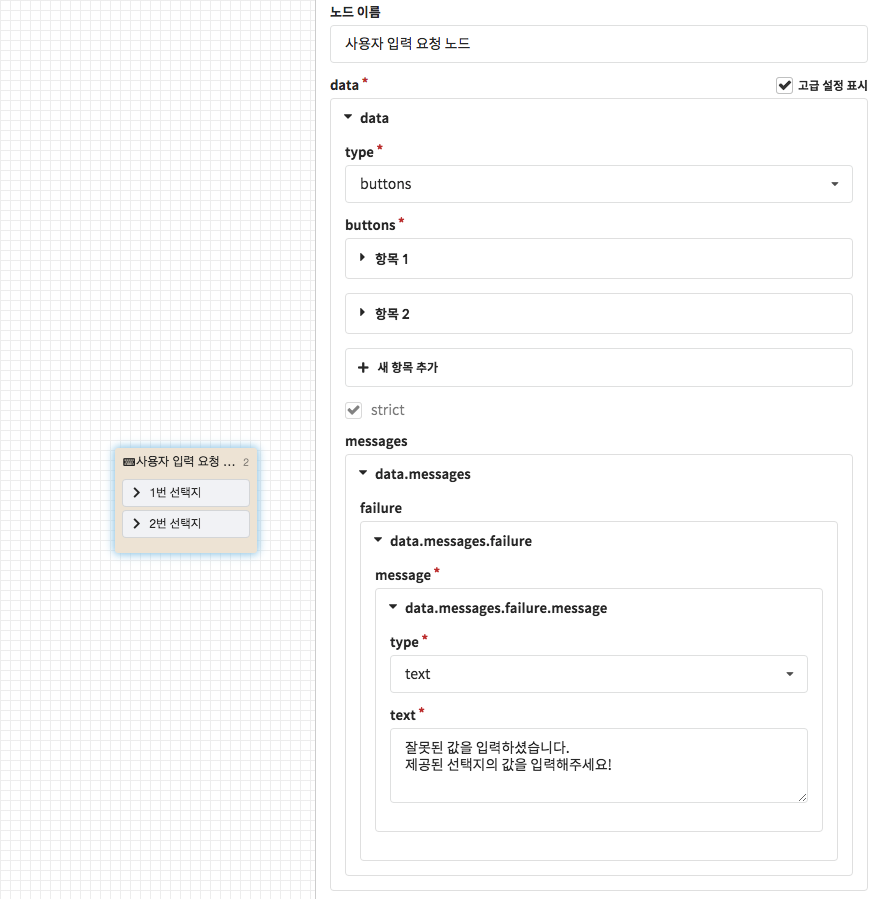 노드 이름
사용자 입력 요청 노드
data *
고급 설정 표시
data
type *
buttons
buttons *
항목 1
항목 2
새 항목 추가
strict
messages
data.messages
failure
data.messages.failure
message *
data.messages.failure.message
type *
text
text *
잘못된 값을 입력하셨습니다.
제공된 선택지의 값을 입력해주세요!
사용자 입력 요청 ... 2
1번 선택지
2번 선택지